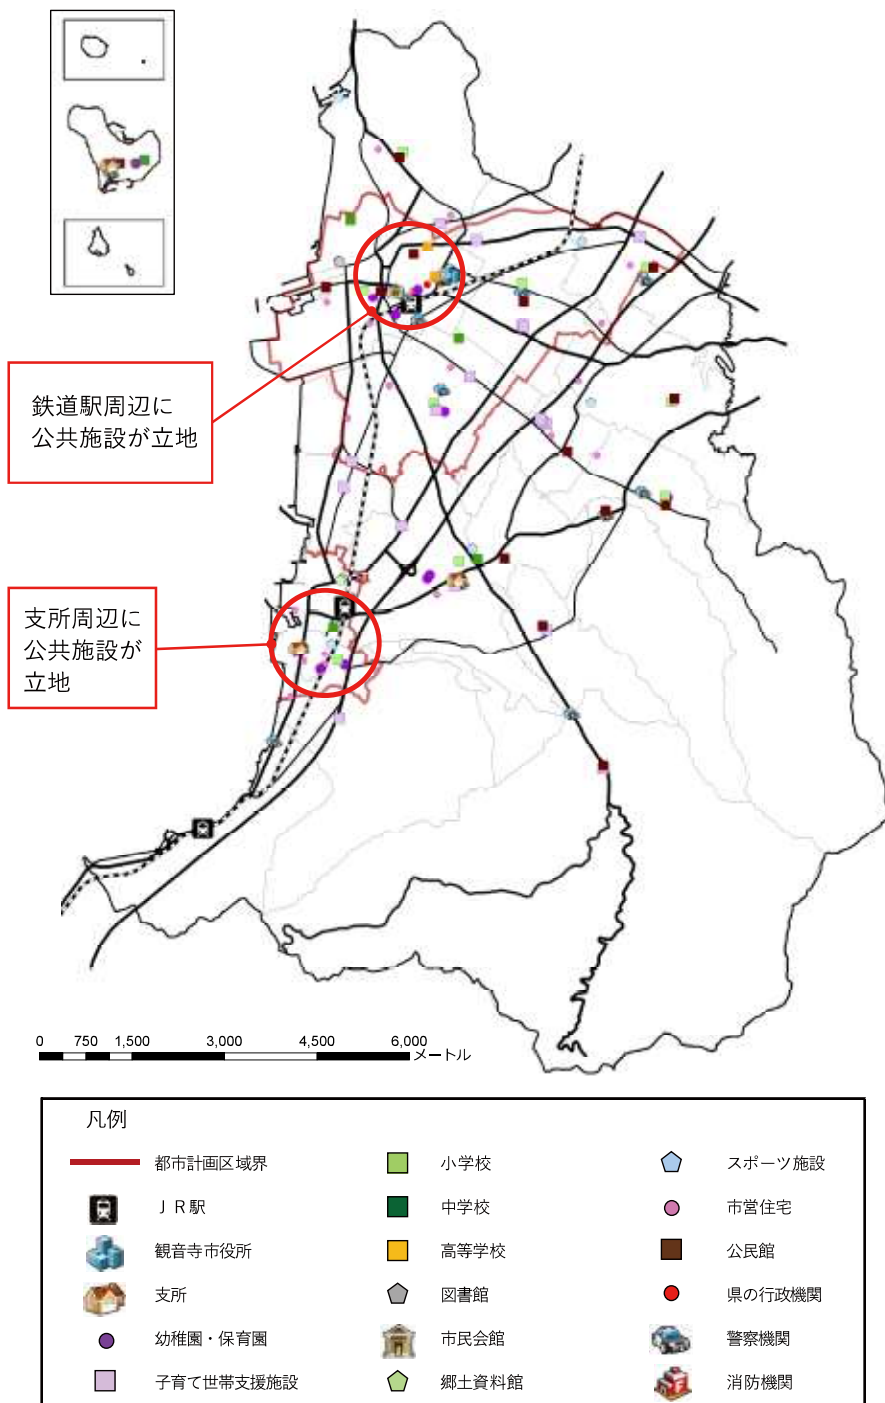 鉄道駅周辺に
公共施設が立地
支所周辺に
公共施設が
立地
0 750 1,500 3,000 4,500 6,000
メートル
凡例
都市計画区域界
小学校
スポーツ施設
JR駅
中学校
市営住宅
観音寺市役所
高等学校
公民館
支所
図書館
県の行政機関
幼稚園・保育園
市民会館
警察機関
子育て世帯支援施設
郷土資料館
消防機関